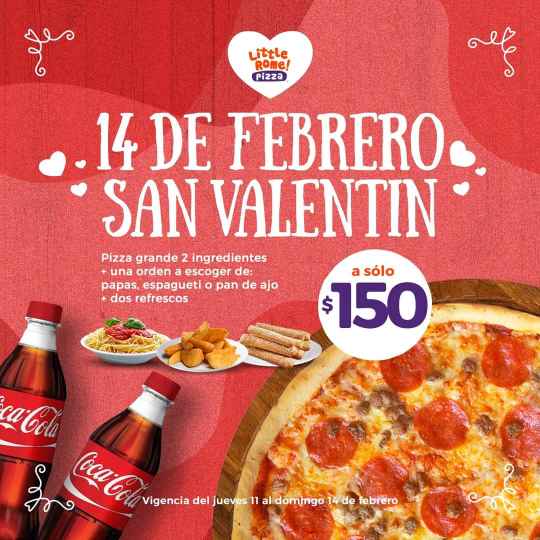 Little
Rome!
Pizza
14 DE FEBRERO
SAN VALENTIN
Pizza grande 2 ingredientes
+ una orden a escoger de:
papas, espagueti o pan de ajo
+ dos refrescos
a sólo
$150
Coca-Cola
Coca-Cola
Vigencia del jueves 11 al domingo 14 de febrero